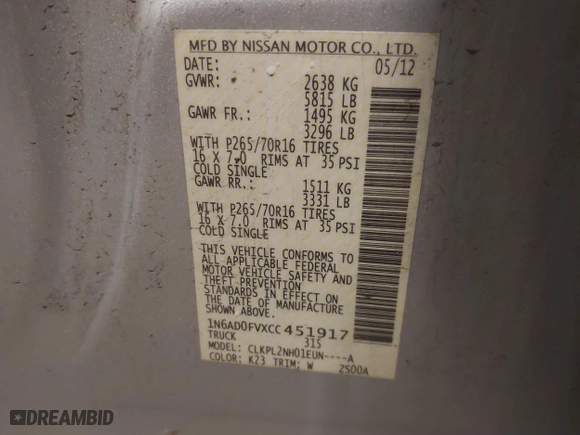 MFD BY NISSAN MOTOR CO., LTD.
DATE: 05/12
GVWR: 2638 KG
5815 LB
GAWR FR.: 1495 KG
3296 LB
WITH P265/70R16 TIRES
16 X 7.0 RIMS AT 35 PSI
COLD SINGLE
GAWR RR.: 1511 KG
3331 LB
WITH P265/70R16 TIRES
16 X 7.0 RIMS AT 35 PSI
COLD SINGLE
THIS VEHICLE CONFORMS TO
ALL APPLICABLE FEDERAL
MOTOR VEHICLE SAFETY AND
THEFT PREVENTION
STANDARDS IN EFFECT ON
THE DATE OF MANUFACTURE
SHOWN ABOVE.
1N6AD0FVXCC451917
TRUCK 315
MODEL: CLKPL2NH01EUN----A
COLOR: K23 TRIM: W 2S00A
DREAMBID